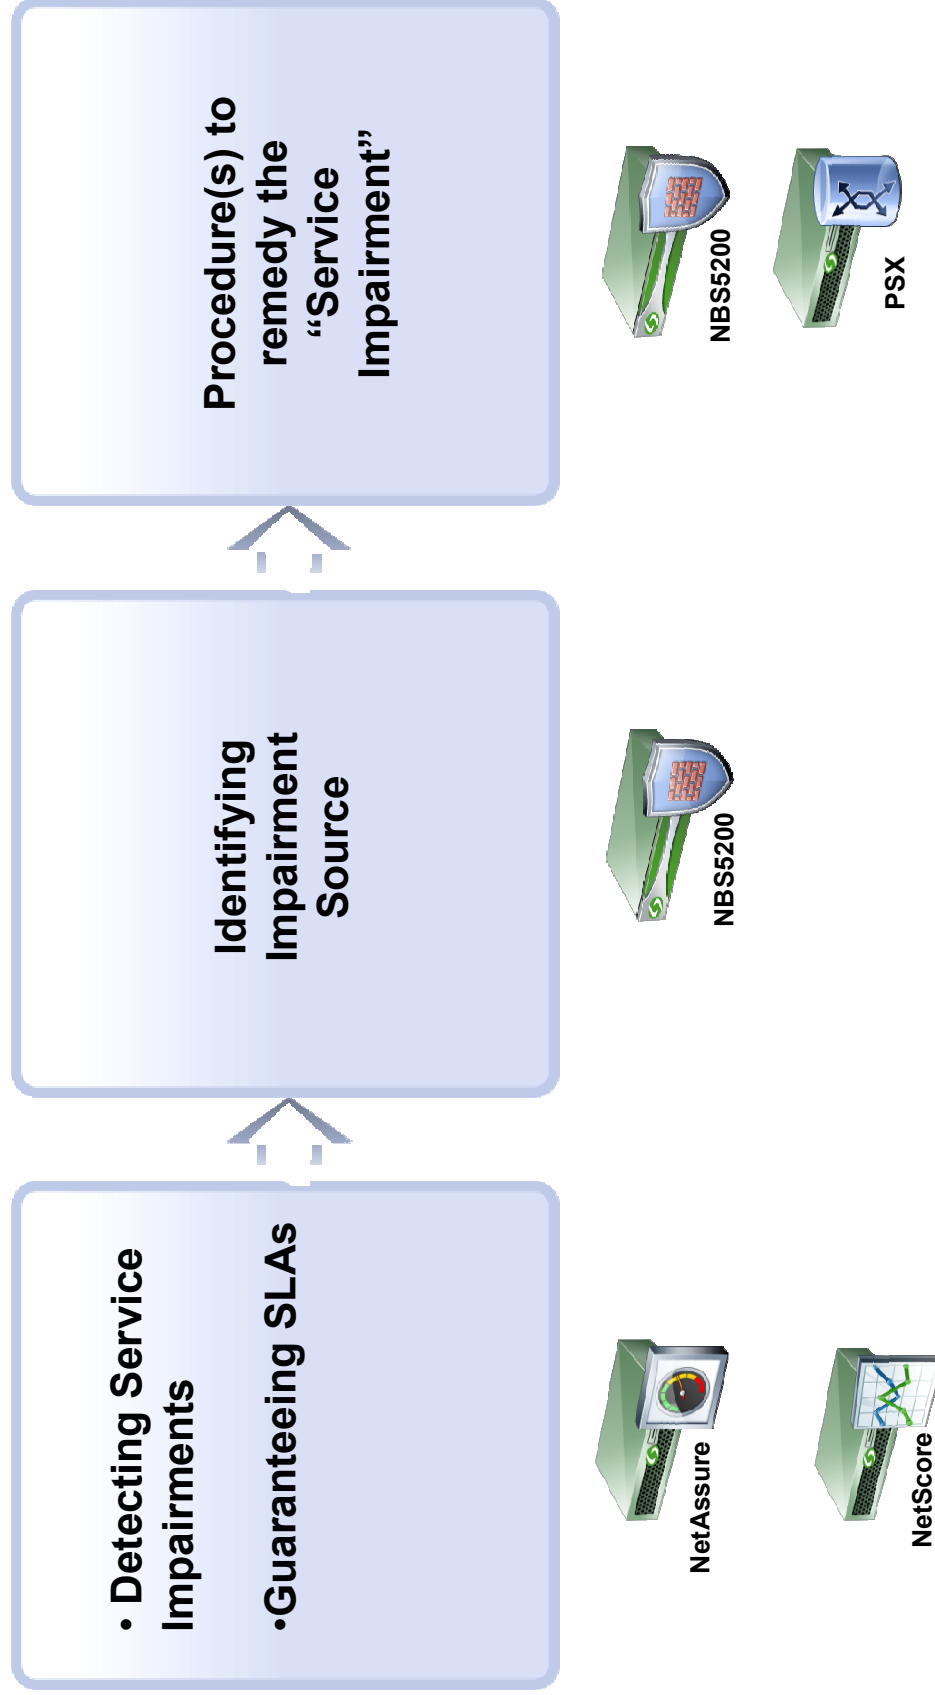 • Detecting Service
Impairments
•Guaranteeing SLAs
Identifying
Impairment
Source
Procedure(s) to
remedy the
“Service
Impairment”
NetAssure
NetScore
NBS5200
NBS5200
PSX